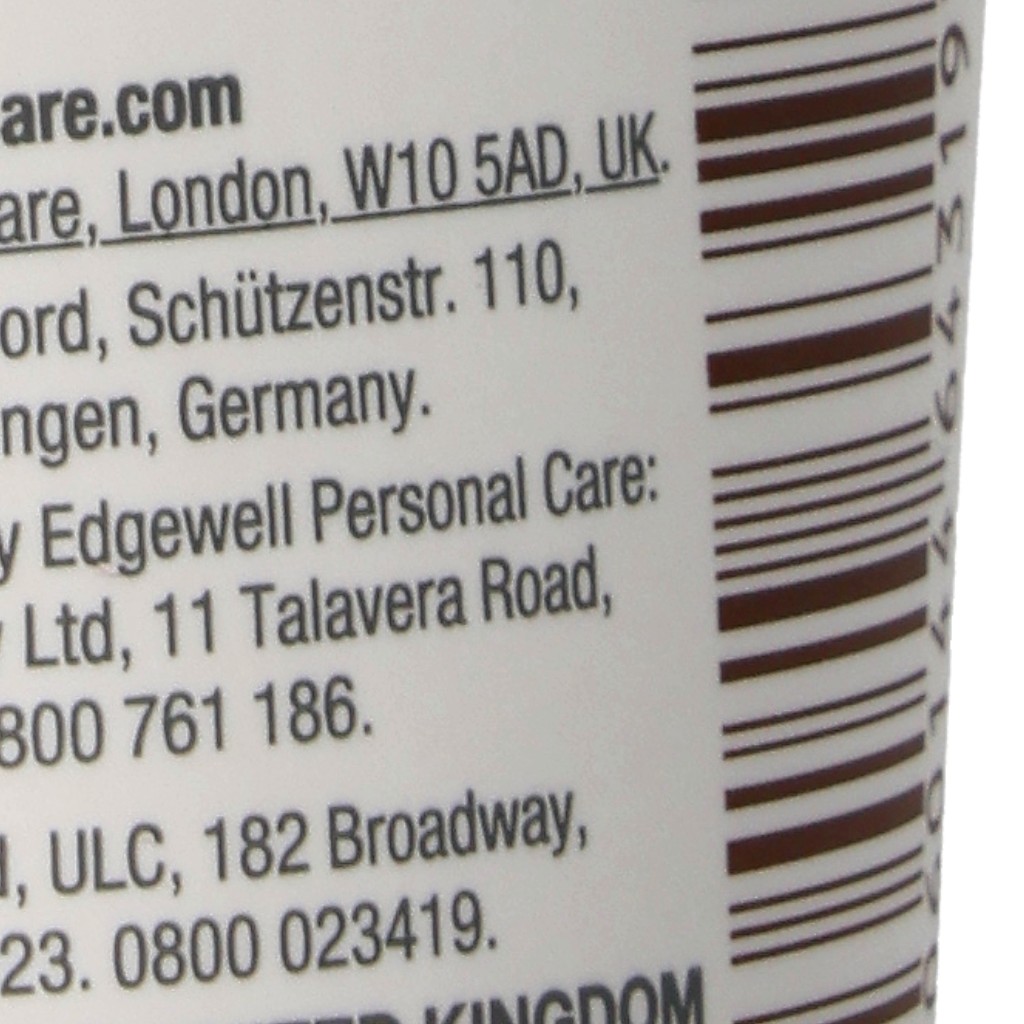 are.com
are, London, W10 5AD, UK.
ord, Schützenstr. 110,
ngen, Germany.
y Edgewell Personal Care:
Ltd, 11 Talavera Road,
800 761 186.
, ULC, 182 Broadway,
23. 0800 023419.
KINGDOM